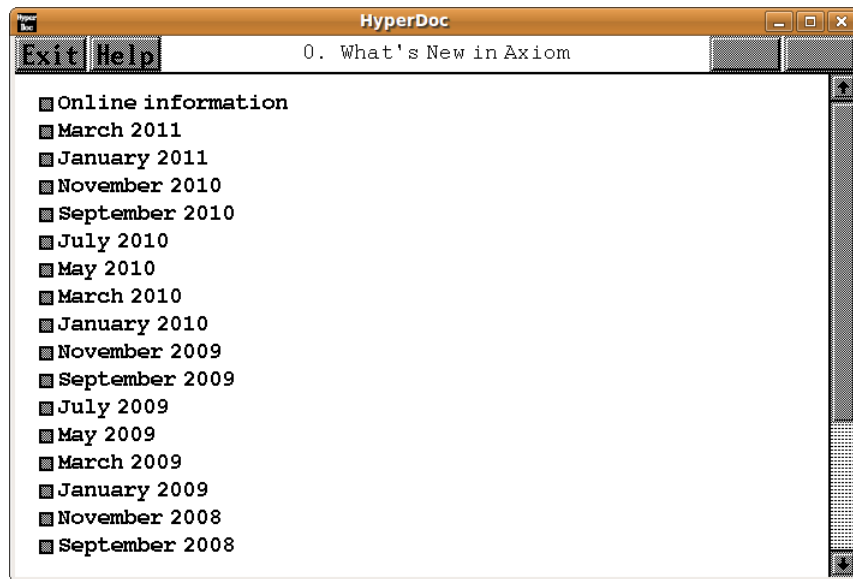 Hyper Doc
HyperDoc
Exit Help 0. What's New in Axiom
Online information
March 2011
January 2011
November 2010
September 2010
July 2010
May 2010
March 2010
January 2010
November 2009
September 2009
July 2009
May 2009
March 2009
January 2009
November 2008
September 2008